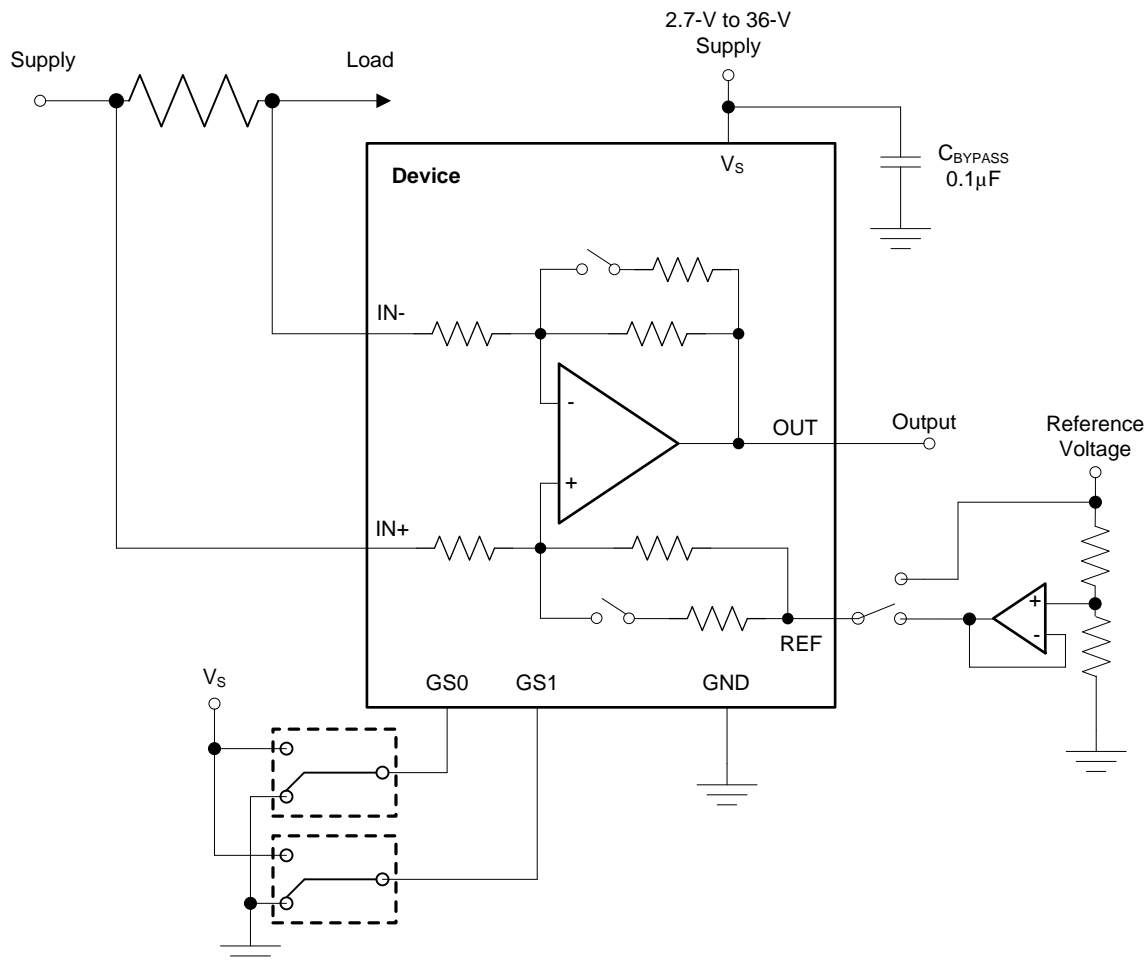 2.7-V to 36-V
Supply
Supply
Load
VS
CBYPASS
0.1μF
Device
IN-
-
OUT
Output
Reference
Voltage
+
IN+
+
-
REF
VS
GS0
GS1
GND